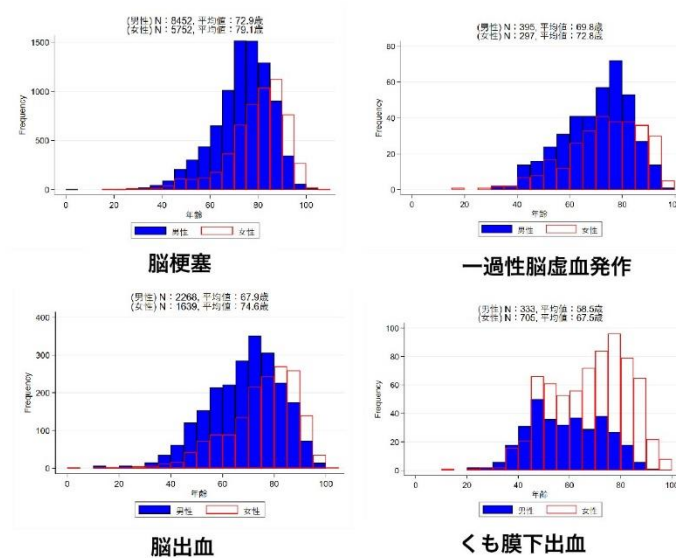 (男性) N：8452, 平均値：72.9歳
(女性) N：5752, 平均値：79.1歳
1500
1000
500
0
Frequency
0 20 40 60 80 100
年齢
男性 女性
脳梗塞
(男性) N：395, 平均値：69.8歳
(女性) N：297, 平均値：72.8歳
80
60
40
20
0
Frequency
20 40 60 80 100
年齢
男性 女性
一過性脳虚血発作
(男性) N：2268, 平均値：67.9歳
(女性) N：1639, 平均値：74.6歳
400
300
200
100
0
Frequency
0 20 40 60 80 100
年齢
男性 女性
脳出血
(男性) N：333, 平均値：58.5歳
(女性) N：705, 平均値：67.5歳
100
80
60
40
20
0
Frequency
0 20 40 60 80 100
年齢
男性 女性
くも膜下出血